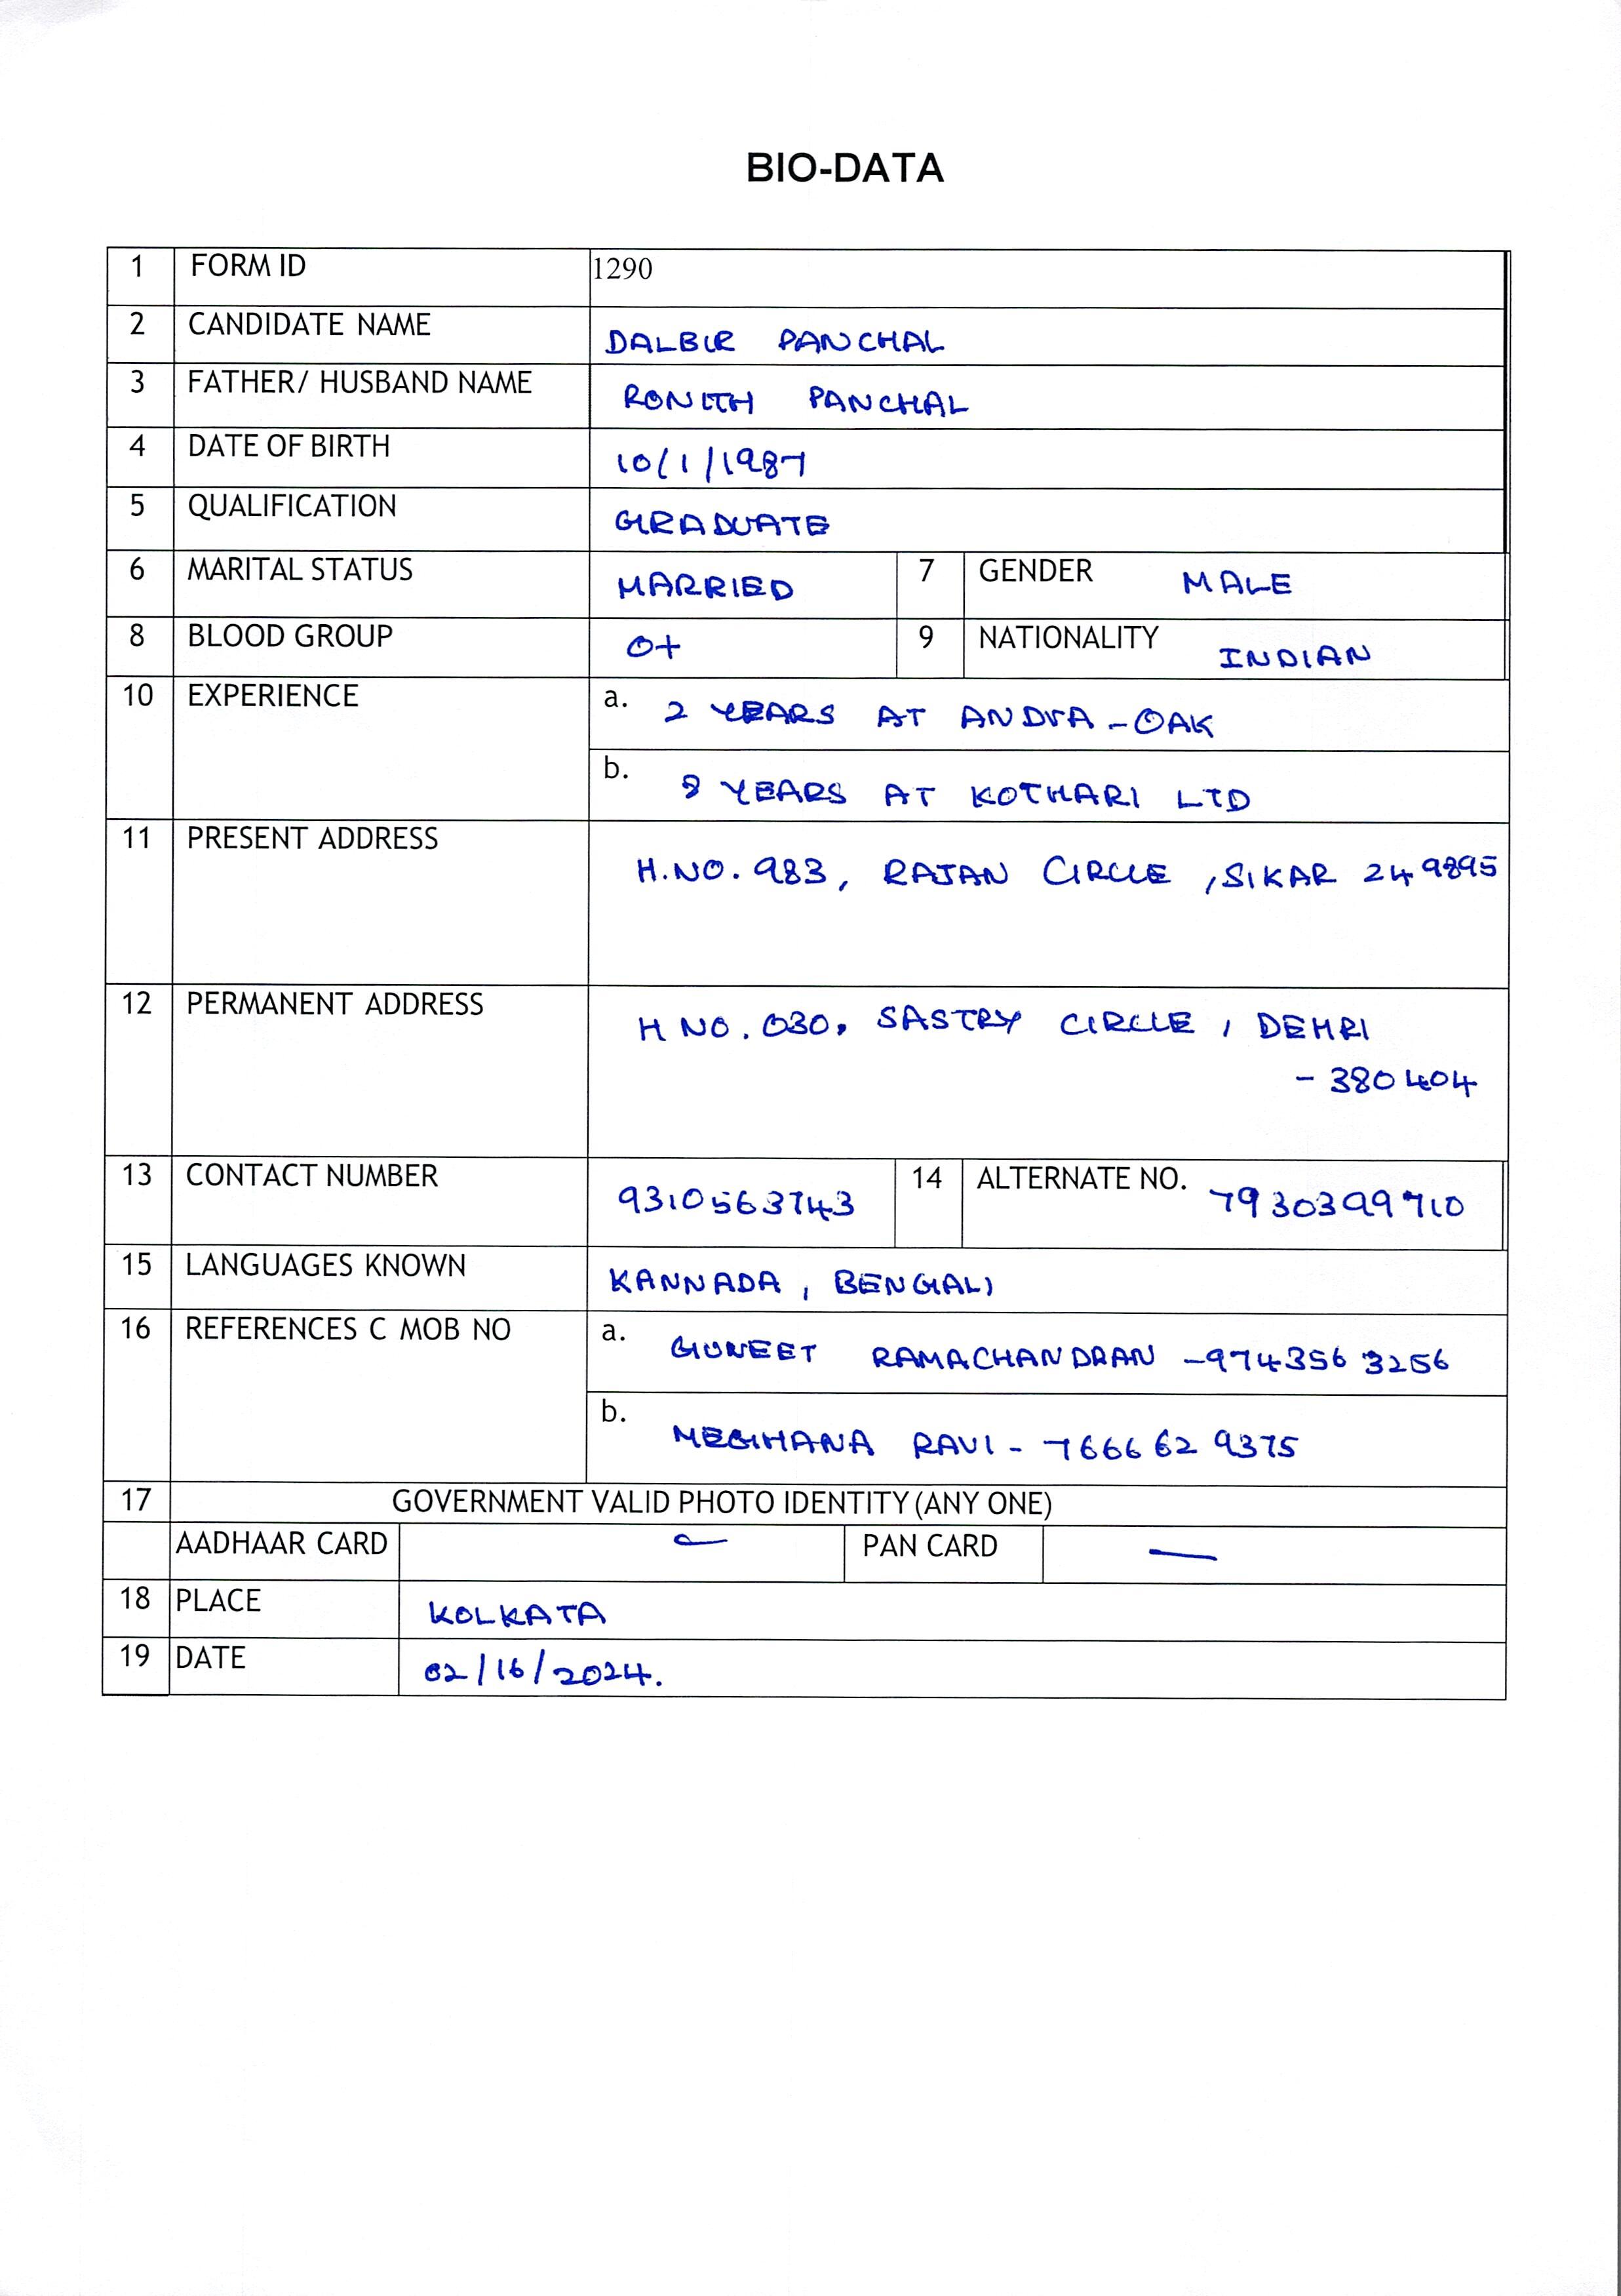 BIO-DATA
1 FORM ID 1290
2 CANDIDATE NAME DALBIR PANCHAL
3 FATHER/ HUSBAND NAME RONITH PANCHAL
4 DATE OF BIRTH 10/1/1987
5 QUALIFICATION GRADUATE
6 MARITAL STATUS MARRIED 7 GENDER MALE
8 BLOOD GROUP O+ 9 NATIONALITY INDIAN
10 EXPERIENCE a. 2 YEARS AT - OAK
b. 8 YEARS AT KOTHARI LTD
11 PRESENT ADDRESS H.NO. 983, RAJAN CIRCLE , SIKAR 249895
12 PERMANENT ADDRESS H NO. 030, SASTRY CIRCLE , DEHRI
- 380404
13 CONTACT NUMBER 9310563743 14 ALTERNATE NO. 7930399710
15 LANGUAGES KNOWN KANNADA , BENGALI
16 REFERENCES C MOB NO a. RAMACHANDRAN - 9743563256
b. MEGHANA RAVI - 7666629375
17 GOVERNMENT VALID PHOTO IDENTITY (ANY ONE)
AADHAAR CARD — PAN CARD —
18 PLACE KOLKATA
19 DATE 02/16/2024.